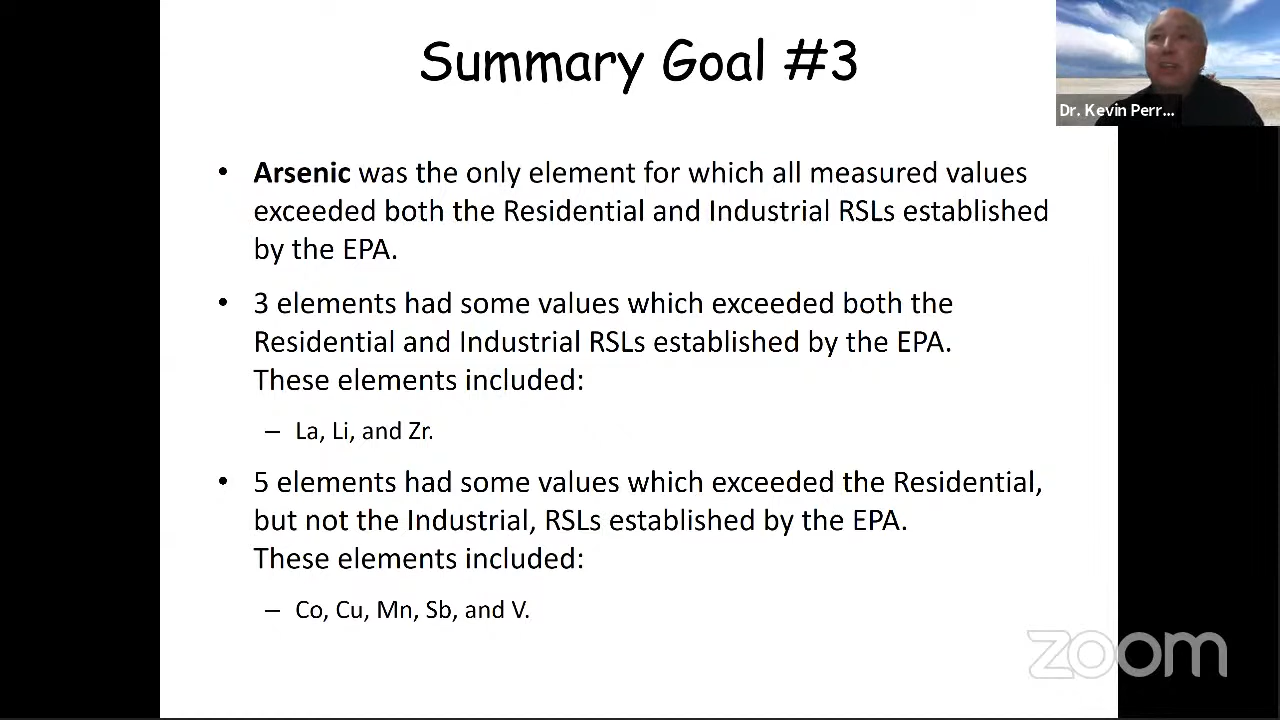 Summary Goal #3
Dr. Kevin Perr...
• Arsenic was the only element for which all measured values
exceeded both the Residential and Industrial RSLs established
by the EPA.
• 3 elements had some values which exceeded both the
Residential and Industrial RSLs established by the EPA.
These elements included:
– La, Li, and Zr.
• 5 elements had some values which exceeded the Residential,
but not the Industrial, RSLs established by the EPA.
These elements included:
– Co, Cu, Mn, Sb, and V.
zoom